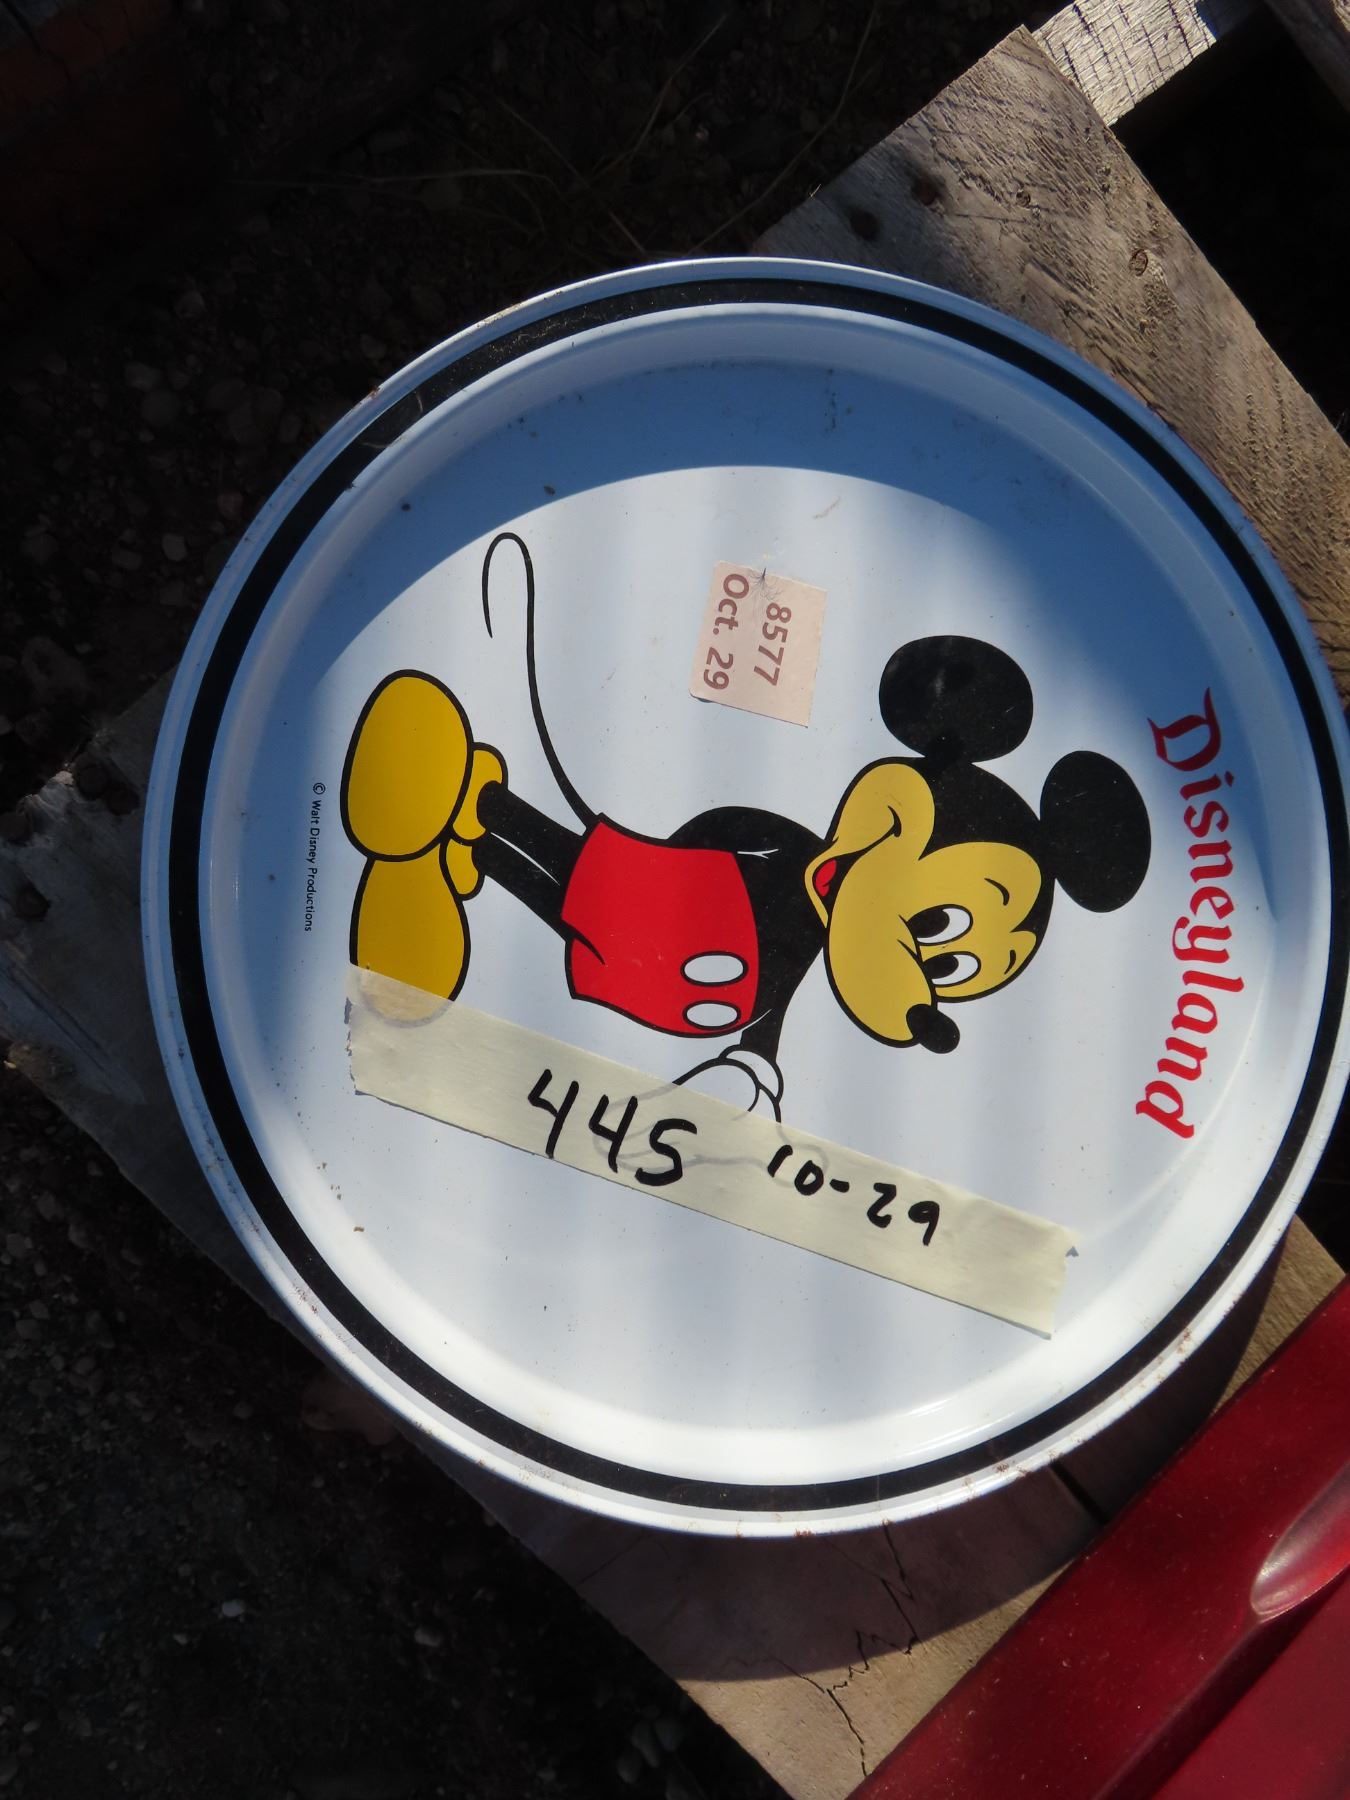 Disneyland
8577
Oct. 29
445 10-29
© Walt Disney Productions